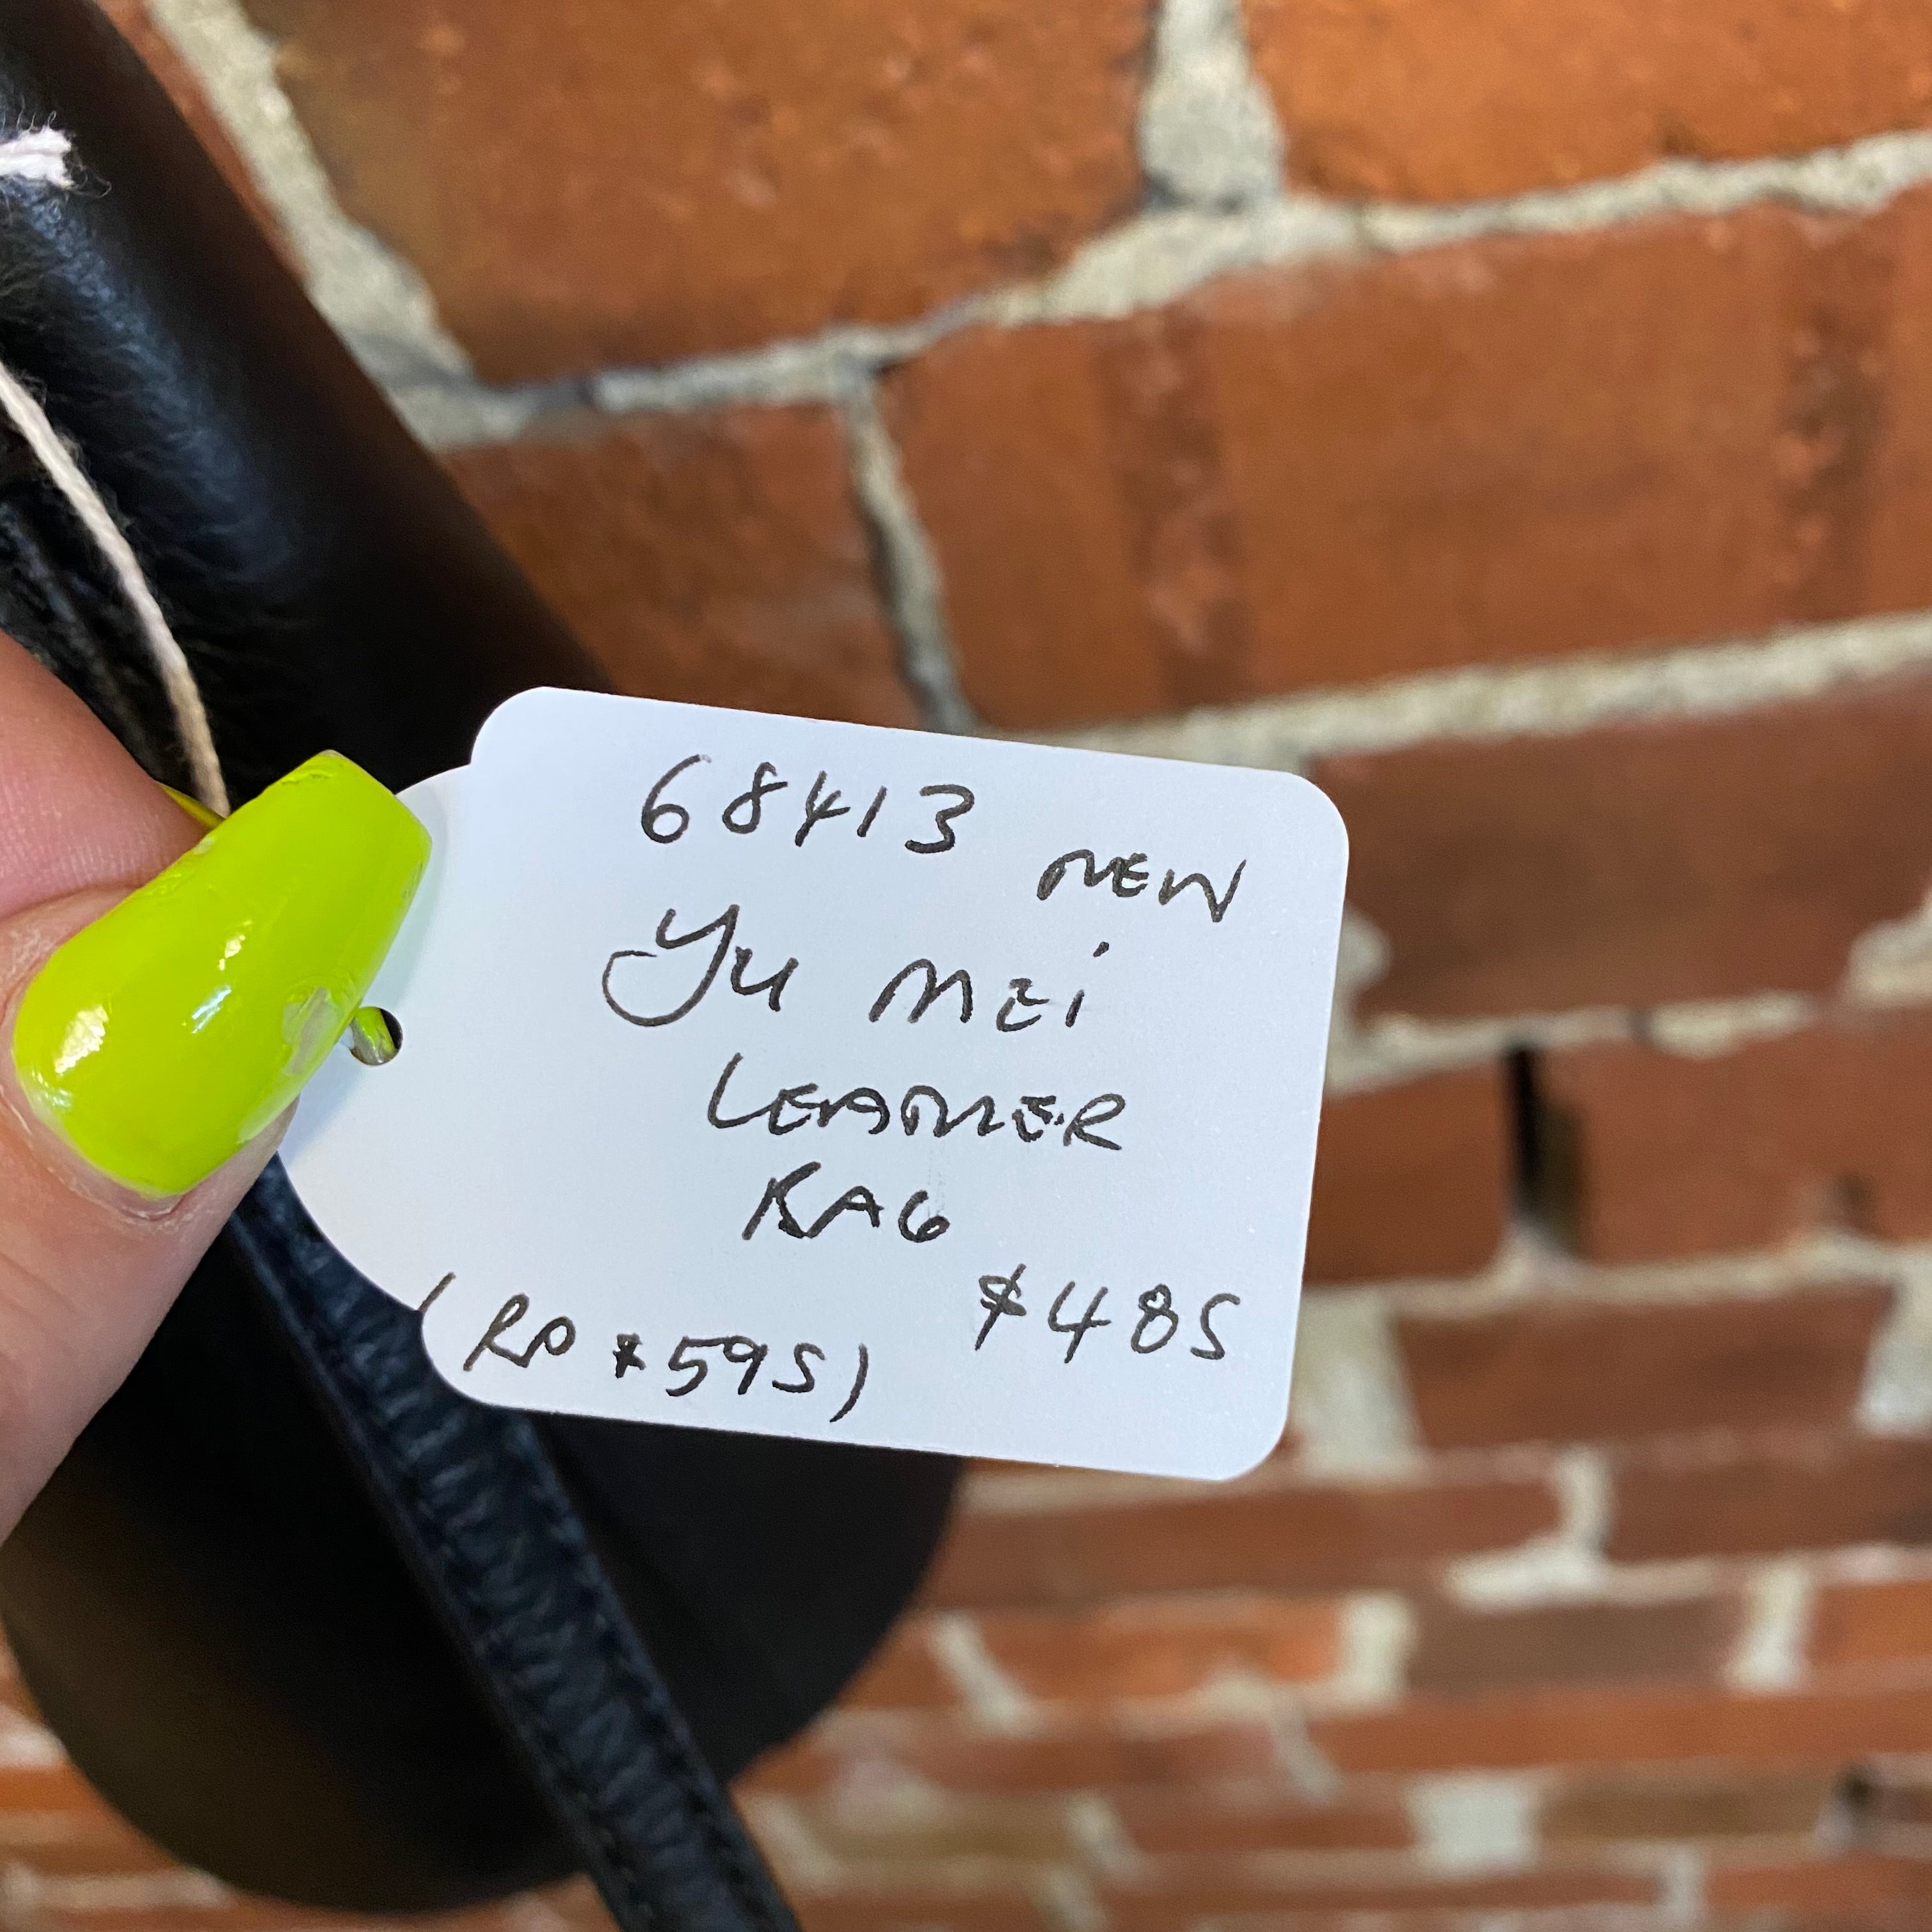 68413
NEW
Yu Mei
LEATHER
BAG
$485
(RP $595)